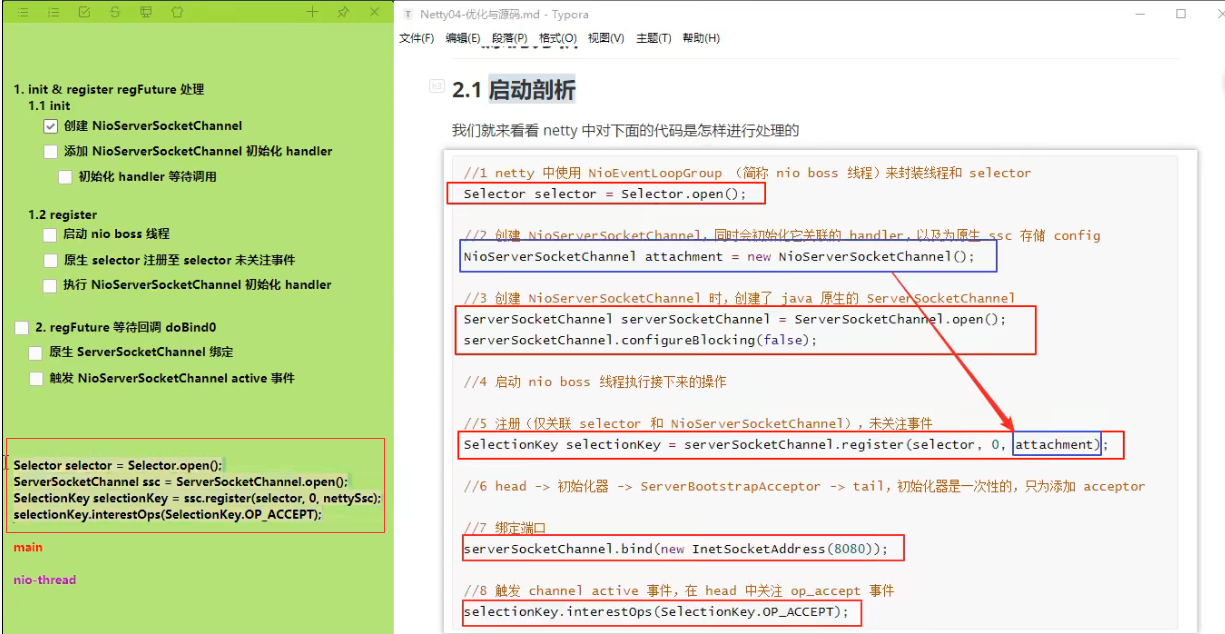 1. init & register regFuture 处理
1.1 init
创建 NioServerSocketChannel
添加 NioServerSocketChannel 初始化 handler
初始化 handler 等待调用
1.2 register
启动 nio boss 线程
原生 selector 注册至 selector 未关注事件
执行 NioServerSocketChannel 初始化 handler
2. regFuture 等待回调 doBind0
原生 ServerSocketChannel 绑定
触发 NioServerSocketChannel active 事件
Selector selector = Selector.open();
ServerSocketChannel ssc = ServerSocketChannel.open();
SelectionKey selectionKey = ssc.register(selector, 0, nettySsc);
selectionKey.interestOps(SelectionKey.OP_ACCEPT);
main
nio-thread
Netty04-优化与源码.md - Typora
文件(F) 编辑(E) 段落(P) 格式(O) 视图(V) 主题(T) 帮助(H)
2.1 启动剖析
我们就来看看 netty 中对下面的代码是怎样进行处理的
//1 netty 中使用 NioEventLoopGroup （简称 nio boss 线程）来封装线程和 selector
Selector selector = Selector.open();
//2 创建 NioServerSocketChannel，同时会初始化它关联的 handler，以及为原生 ssc 存储 config
NioServerSocketChannel attachment = new NioServerSocketChannel();
//3 创建 NioServerSocketChannel 时，创建了 java 原生的 ServerSocketChannel
ServerSocketChannel serverSocketChannel = ServerSocketChannel.open();
serverSocketChannel.configureBlocking(false);
//4 启动 nio boss 线程执行接下来的操作
//5 注册（仅关联 selector 和 NioServerSocketChannel），未关注事件
SelectionKey selectionKey = serverSocketChannel.register(selector, 0, attachment);
//6 head -> 初始化器 -> ServerBootstrapAcceptor -> tail，初始化器是一次性的，只为添加 acceptor
//7 绑定端口
serverSocketChannel.bind(new InetSocketAddress(8080));
//8 触发 channel active 事件，在 head 中关注 op_accept 事件
selectionKey.interestOps(SelectionKey.OP_ACCEPT);